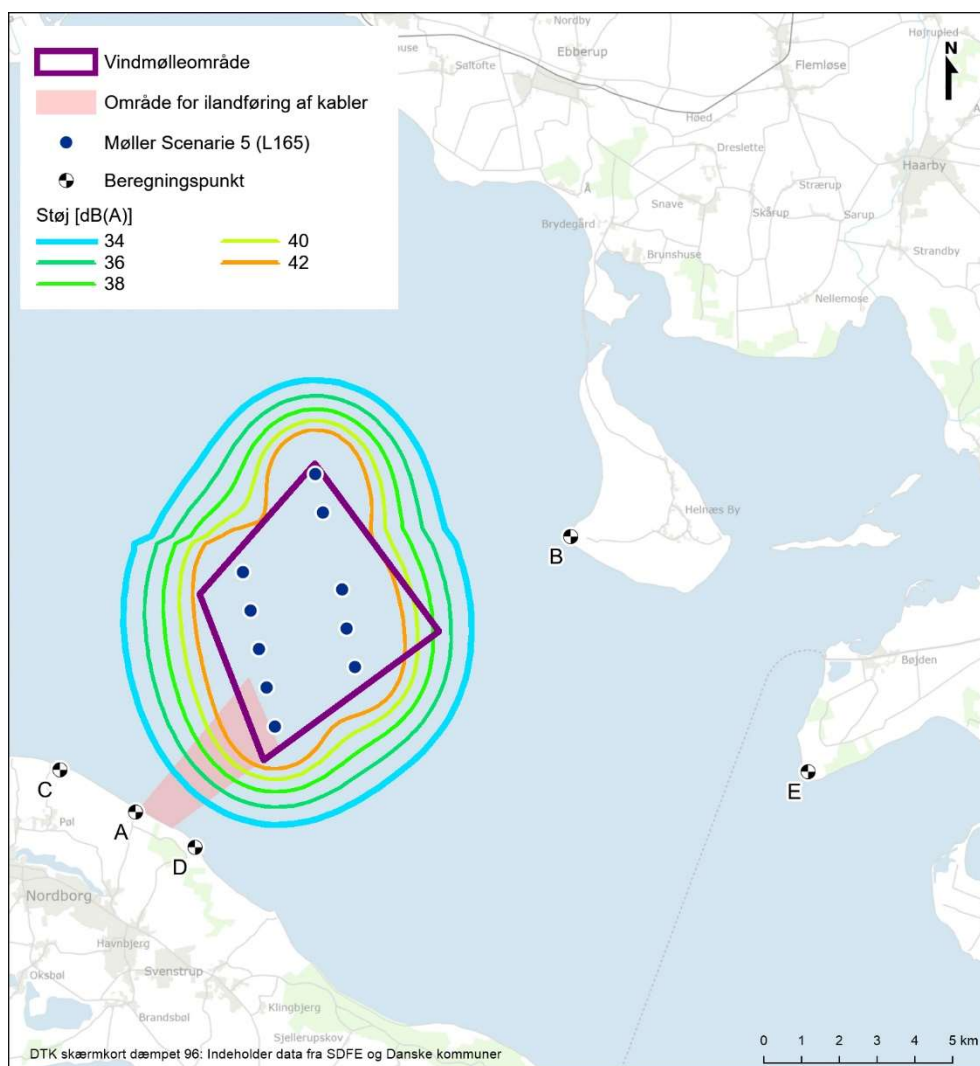 Vindmølleområde
Område for ilandføring af kabler
Møller Scenarie 5 (L165)
Beregningspunkt
Støj [dB(A)]
34
40
36
42
38
Nordby
Ebberup
Saltofte
Højrupled
Flemløse
N
Høed
Dreslette
Haarby
Strærup
Snave
Skårup
Sarup
Brydegård
Brunshuse
Strandby
Nellemose
Helnæs By
B
Bøjden
C
E
A
Pøl
D
Nordborg
Havnbjerg
Oksbøl
Svenstrup
Klingbjerg
Brandsbøl
Sjellerupskov
0 1 2 3 4 5 km
DTK skærmkort dæmpet 96: Indeholder data fra SDFE og Danske kommuner